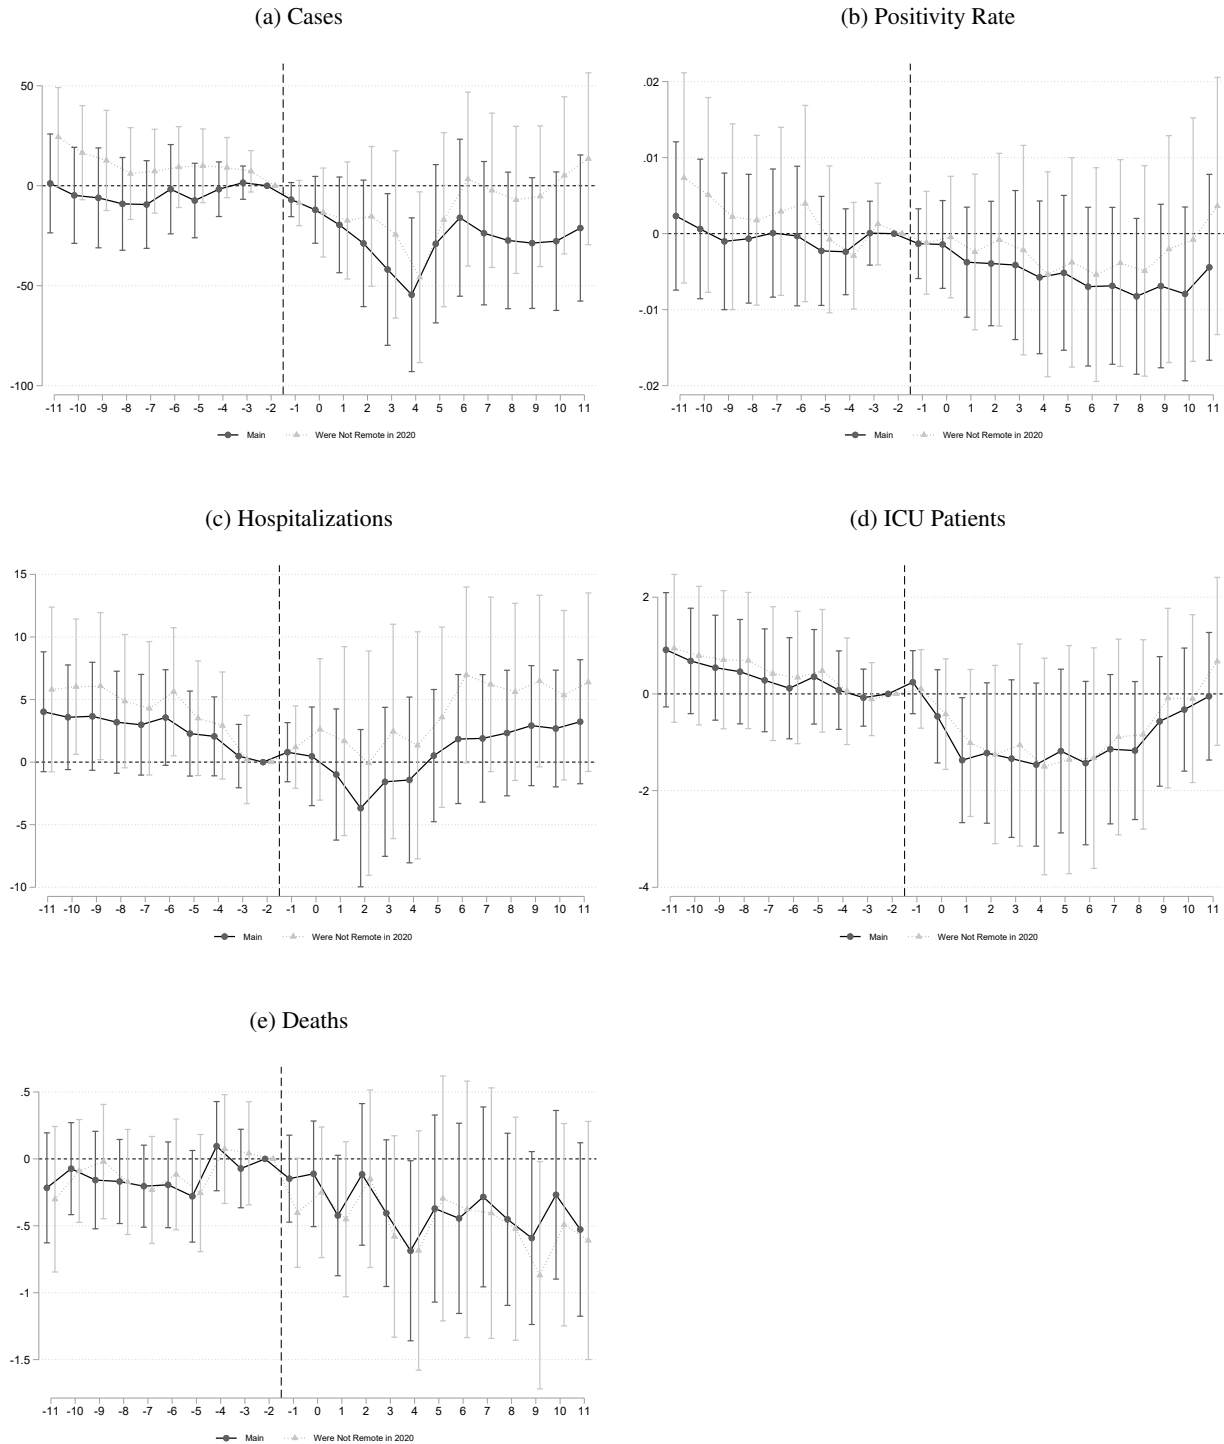 (a) Cases
50
0
-50
-100
-11 -10 -9 -8 -7 -6 -5 -4 -3 -2 -1 0 1 2 3 4 5 6 7 8 9 10 11
Main Were Not Remote in 2020
(b) Positivity Rate
.02
.01
0
-.01
-.02
-11 -10 -9 -8 -7 -6 -5 -4 -3 -2 -1 0 1 2 3 4 5 6 7 8 9 10 11
Main Were Not Remote in 2020
(c) Hospitalizations
15
10
5
0
-5
-10
-11 -10 -9 -8 -7 -6 -5 -4 -3 -2 -1 0 1 2 3 4 5 6 7 8 9 10 11
Main Were Not Remote in 2020
(d) ICU Patients
2
0
-2
-4
-11 -10 -9 -8 -7 -6 -5 -4 -3 -2 -1 0 1 2 3 4 5 6 7 8 9 10 11
Main Were Not Remote in 2020
(e) Deaths
.5
0
-.5
-1
-1.5
-11 -10 -9 -8 -7 -6 -5 -4 -3 -2 -1 0 1 2 3 4 5 6 7 8 9 10 11
Main Were Not Remote in 2020